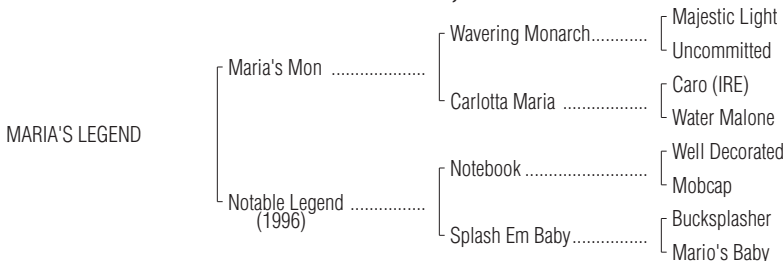 Majestic Light
Wavering Monarch............
Uncommitted
Maria's Mon .....................
Caro (IRE)
Carlotta Maria ...................
Water Malone
MARIA'S LEGEND
Well Decorated
Notebook ...........................
Mobcap
Notable Legend ................
(1996)
Bucksplasher
Splash Em Baby.................
Mario's Baby